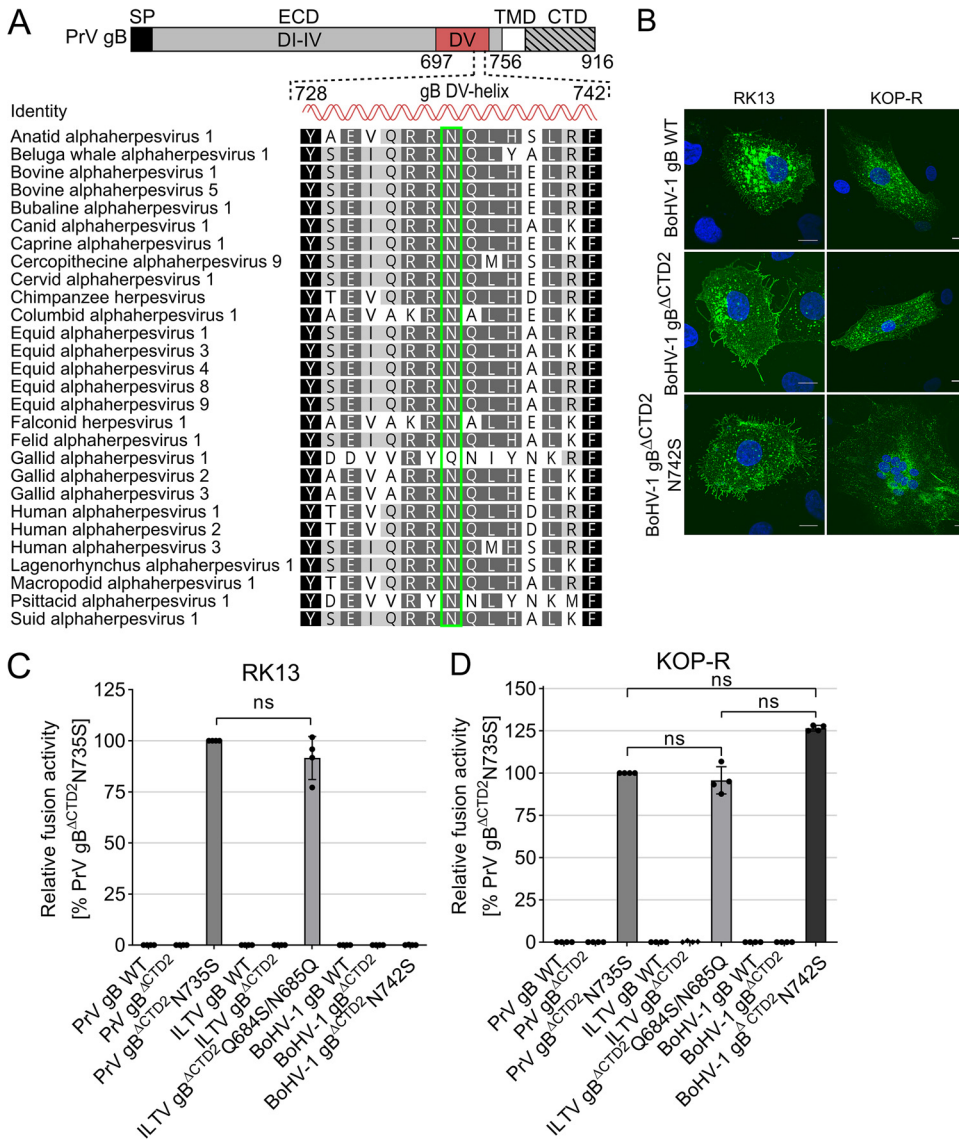 A
SP ECD TMD CTD
PrV gB DI-IV DV
697 756 916
728 gB DV-helix 742
Identity
Anatid alphaherpesvirus 1 Y A E V Q R R N Q L H S L R F
Beluga whale alphaherpesvirus 1 Y S E I Q R R N Q L Y A L R F
Bovine alphaherpesvirus 1 Y S E I Q R R N Q L H E L R F
Bovine alphaherpesvirus 5 Y S E I Q R R N Q L H E L R F
Bubaline alphaherpesvirus 1 Y S E I Q R R N Q L H E L R F
Canid alphaherpesvirus 1 Y S E I Q R R N Q L H A L K F
Caprine alphaherpesvirus 1 Y S E I Q R R N Q L H E L K F
Cercopithecine alphaherpesvirus 9 Y S E I Q R R N Q M H S L R F
Cervid alphaherpesvirus 1 Y S E I Q R R N Q L H E L R F
Chimpanzee herpesvirus Y T E V Q R R N Q L H D L R F
Columbid alphaherpesvirus 1 Y A E V A K R N A L H E L K F
Equid alphaherpesvirus 1 Y S E I Q R R N Q L H A L R F
Equid alphaherpesvirus 3 Y S E I Q R R N Q L H A L K F
Equid alphaherpesvirus 4 Y S E I Q R R N Q L H A L K F
Equid alphaherpesvirus 8 Y S E I Q R R N Q L H A L K F
Equid alphaherpesvirus 9 Y S E I Q R R N Q L H A L R F
Falconid herpesvirus 1 Y A E V A K R N A L H E L K F
Felid alphaherpesvirus 1 Y S E I Q R R N Q L H A L K F
Gallid alphaherpesvirus 1 Y D D V V R Y Q N I Y N K R F
Gallid alphaherpesvirus 2 Y A E V A R R N Q L H E L K F
Gallid alphaherpesvirus 3 Y A E V A R R N Q L H E L K F
Human alphaherpesvirus 1 Y T E V Q R R N Q L H D L R F
Human alphaherpesvirus 2 Y T E V Q R R N Q L H D L R F
Human alphaherpesvirus 3 Y S E I Q R R N Q M H S L R F
Lagenorhynchus alphaherpesvirus 1 Y S E I Q R R N Q L H S L K F
Macropodid alphaherpesvirus 1 Y T E V Q R R N Q L H A L R F
Psittacid alphaherpesvirus 1 Y D E V V R Y N N L Y N K M F
Suid alphaherpesvirus 1 Y S E I Q R R N Q L H A L K F
B
RK13 KOP-R
BoHV-1 gB WT
BoHV-1 gBΔCTD2
BoHV-1 gBΔCTD2
N742S
C
RK13
Relative fusion activity
[% PrV gBΔCTD2N735S]
125
100
75
50
25
0
ns
PrV gB WT
PrV gBΔCTD2
PrV gBΔCTD2N735S
ILTV gB WT
ILTV gBΔCTD2
ILTV gBΔCTD2Q684S/N685Q
BoHV-1 gB WT
BoHV-1 gBΔCTD2
BoHV-1 gBΔCTD2N742S
D
KOP-R
Relative fusion activity
[% PrV gBΔCTD2N735S]
150
125
100
75
50
25
0
ns
ns
ns
PrV gB WT
PrV gBΔCTD2
PrV gBΔCTD2N735S
ILTV gB WT
ILTV gBΔCTD2
ILTV gBΔCTD2Q684S/N685Q
BoHV-1 gB WT
BoHV-1 gBΔCTD2
BoHV-1 gBΔ CTD2N742S